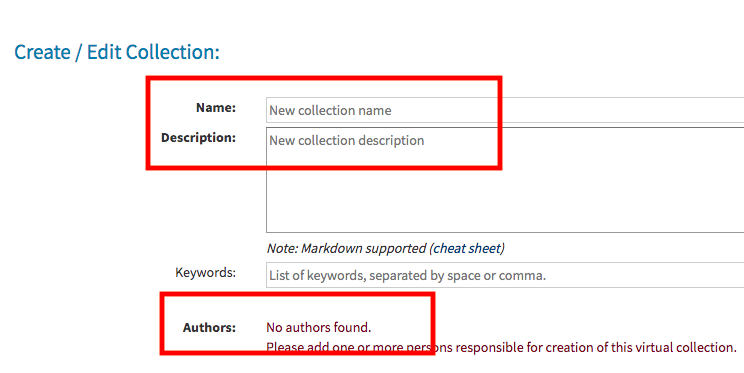 Create / Edit Collection:
Name: New collection name
Description: New collection description
Note: Markdown supported (cheat sheet)
Keywords: List of keywords, separated by space or comma.
Authors: No authors found.
Please add one or more persons responsible for creation of this virtual collection.